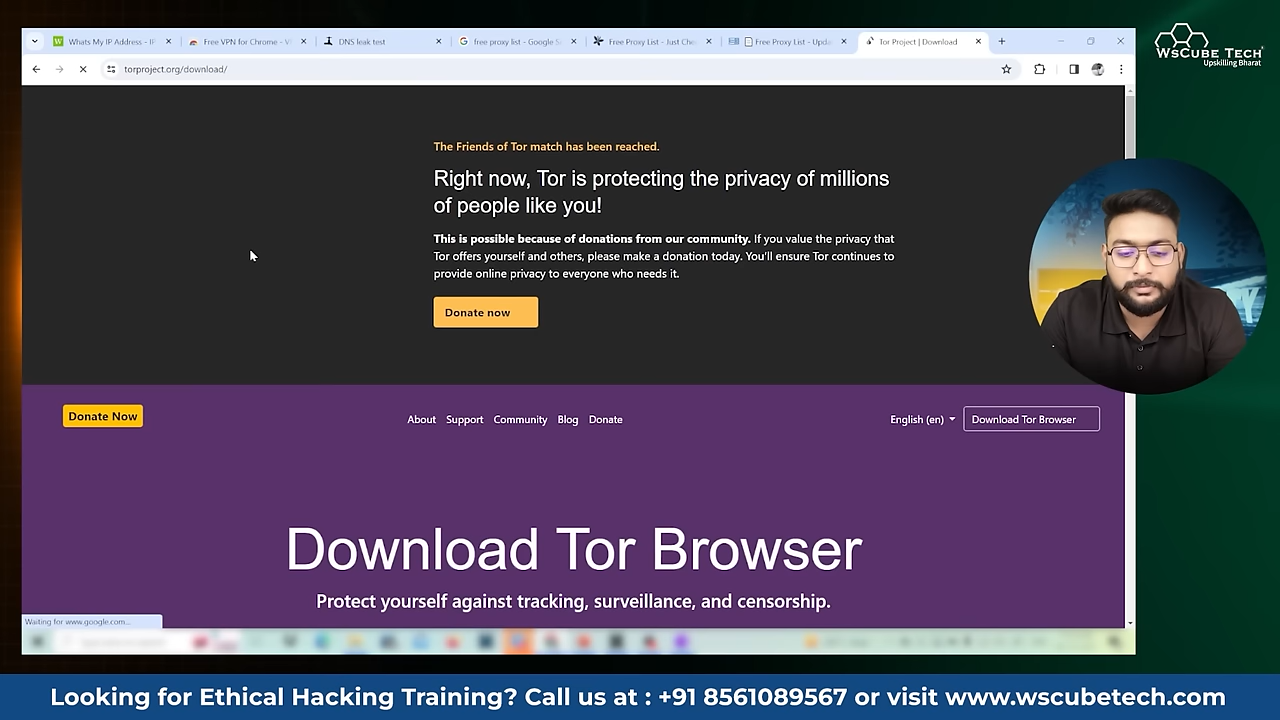 Whats My IP Address - IP
Free VPN for Chrome - V
DNS leak test
free proxy list - Google S
Free Proxy List - Just Che
Free Proxy List - Upda
Tor Project | Download
torproject.org/download/
WsCube Tech
Upskilling Bharat
The Friends of Tor match has been reached.
Right now, Tor is protecting the privacy of millions
of people like you!
This is possible because of donations from our community. If you value the privacy that
Tor offers yourself and others, please make a donation today. You'll ensure Tor continues to
provide online privacy to everyone who needs it.
Donate now
Donate Now
About Support Community Blog Donate
English (en)
Download Tor Browser
Download Tor Browser
Protect yourself against tracking, surveillance, and censorship.
Waiting for www.google.com...
Looking for Ethical Hacking Training? Call us at : +91 8561089567 or visit www.wscubetech.com